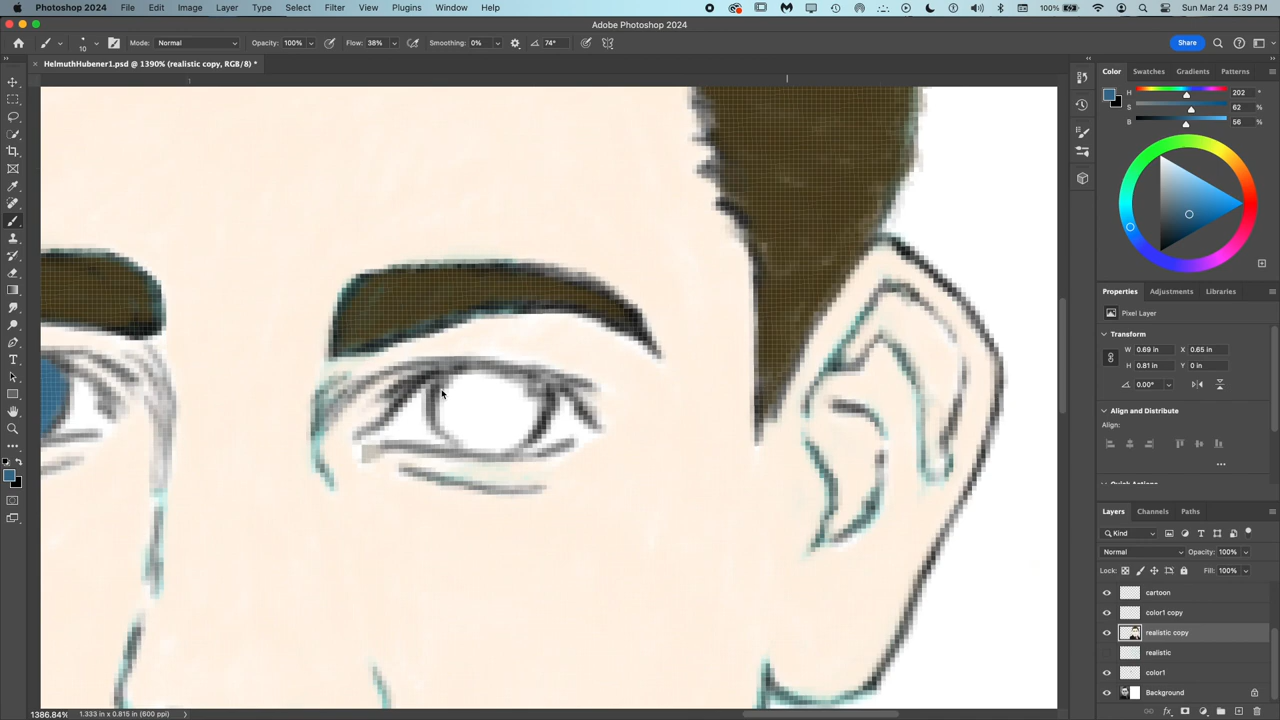 Photoshop 2024 File Edit Image Layer Type Select Filter View Plugins Window Help 100% Sun Mar 24 5:39 PM
Adobe Photoshop 2024
10 Mode: Normal Opacity: 100% Flow: 38% Smoothing: 0% 74° Share
HelmuthHubener1.psd @ 1390% (realistic copy, RGB/8) *
1
Color Swatches Gradients Patterns
H 202 °
S 62 %
B 56 %
Properties Adjustments Libraries
Pixel Layer
Transform
W 0.69 in X 0.65 in
H 0.81 in Y 0 in
0.00°
Align and Distribute
Align:
Quick Actions
Layers Channels Paths
Kind
Normal Opacity: 100%
Lock: Fill: 100%
cartoon
color1 copy
realistic copy
realistic
color1
Background
1386.84% 1.333 in x 0.815 in (600 ppi)